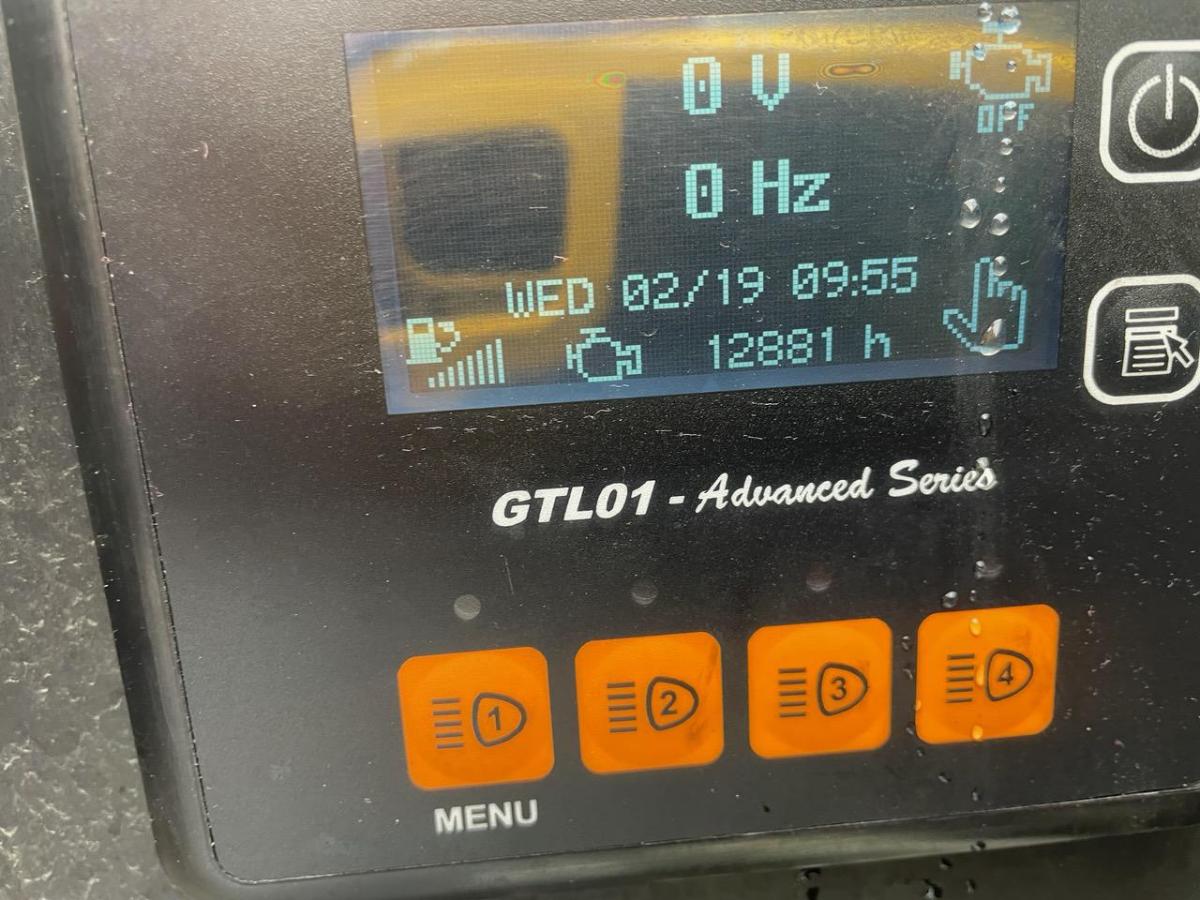 0 V
OFF
0 Hz
WED 02/19 09:55
12881 h
GTL01 - Advanced Series
1 2 3 4
MENU